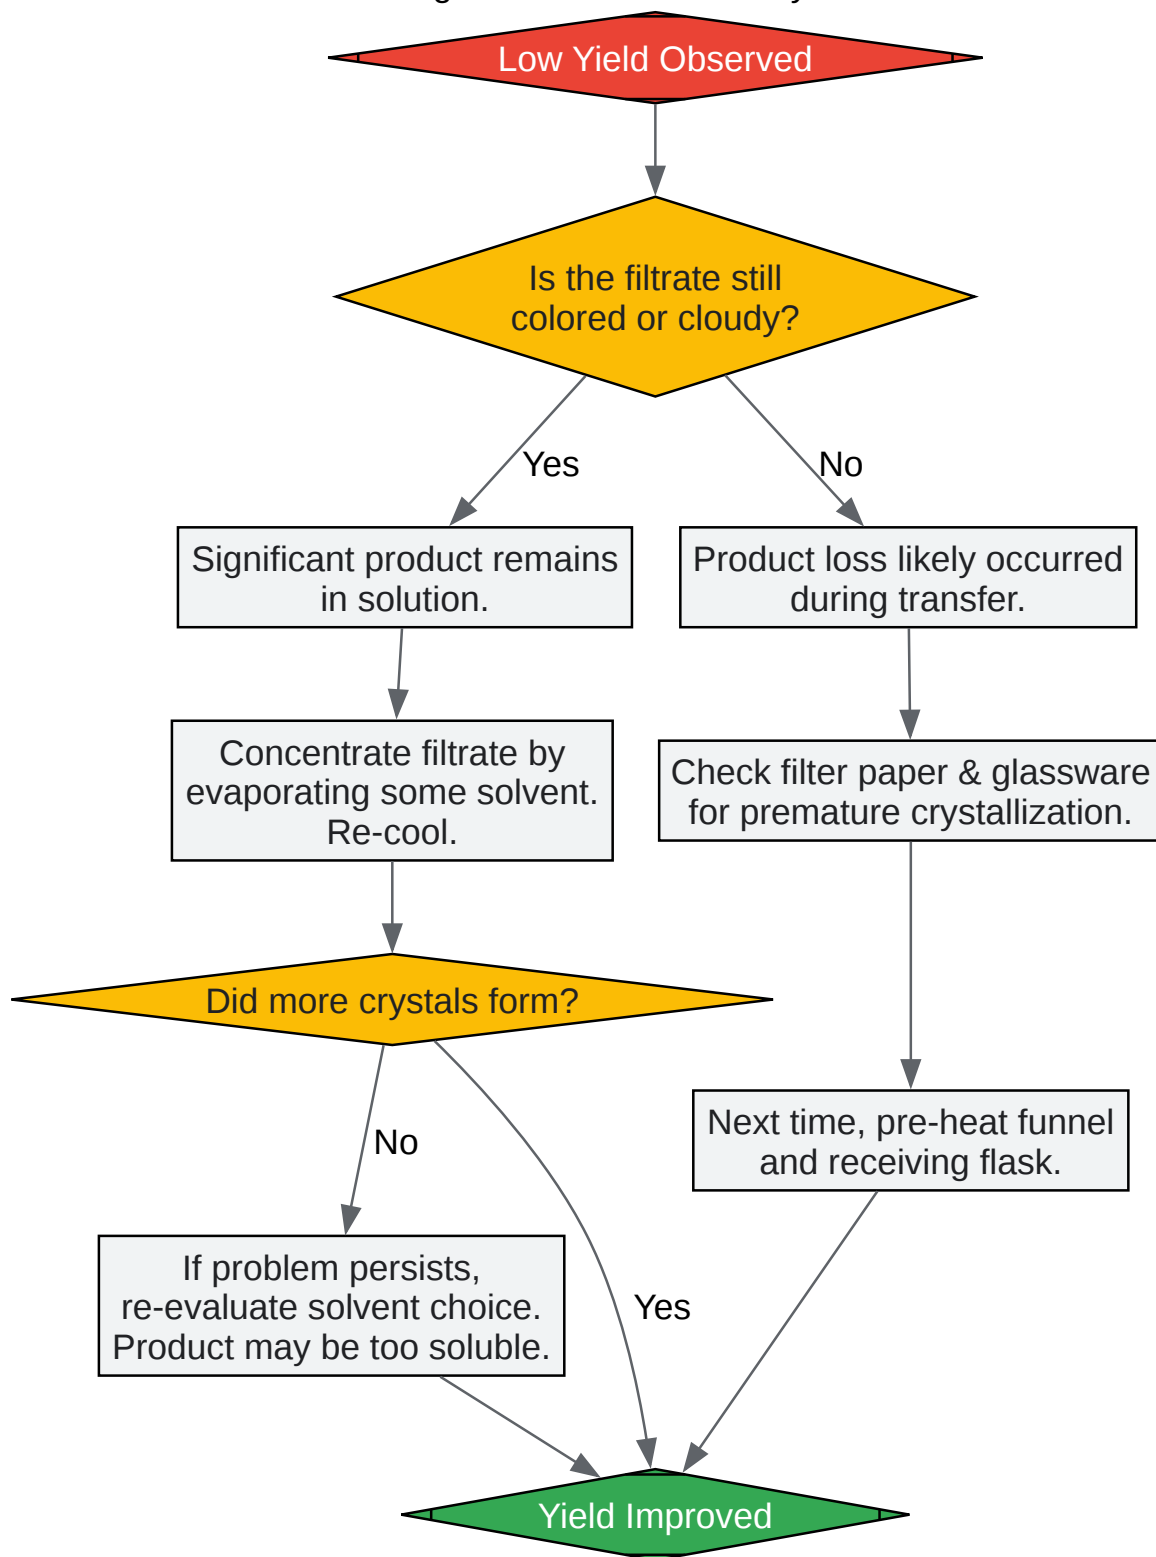 Low Yield Observed
Is the filtrate still
colored or cloudy?
Yes
No
Significant product remains
in solution.
Product loss likely occurred
during transfer.
Concentrate filtrate by
evaporating some solvent.
Re-cool.
Check filter paper & glassware
for premature crystallization.
Did more crystals form?
No
Next time, pre-heat funnel
and receiving flask.
If problem persists,
re-evaluate solvent choice.
Product may be too soluble.
Yes
Yield Improved